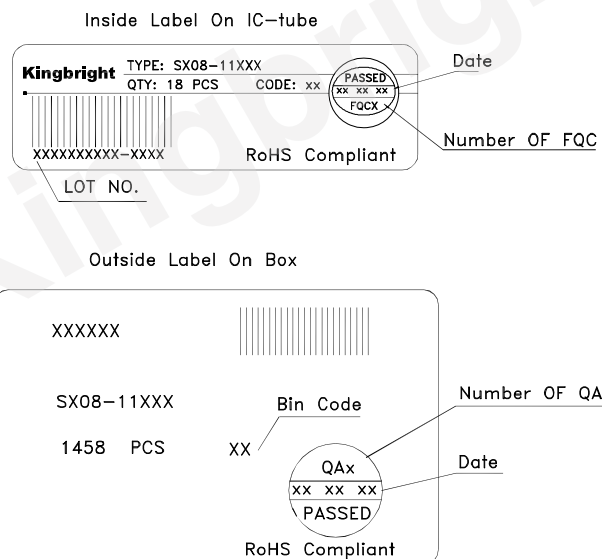 Inside Label On IC-tube
Kingbright
TYPE: SX08-11XXX
QTY: 18 PCS CODE: xx
PASSED
xx xx xx
FQCX
Date
Number OF FQC
XXXXXXXXXX-XXXX
RoHS Compliant
LOT NO.
Outside Label On Box
XXXXXX
SX08-11XXX
Bin Code
Number OF QA
1458 PCS
XX
QAx
xx xx xx
PASSED
Date
RoHS Compliant
Kingbright